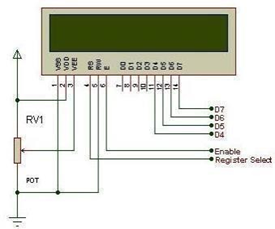 VSS VDD VEE RS RW E D0 D1 D2 D3 D4 D5 D6 D7
1 2 3 4 5 6 7 8 9 10 11 12 13 14
D7
D6
D5
D4
RV1
Enable
Register Select
POT